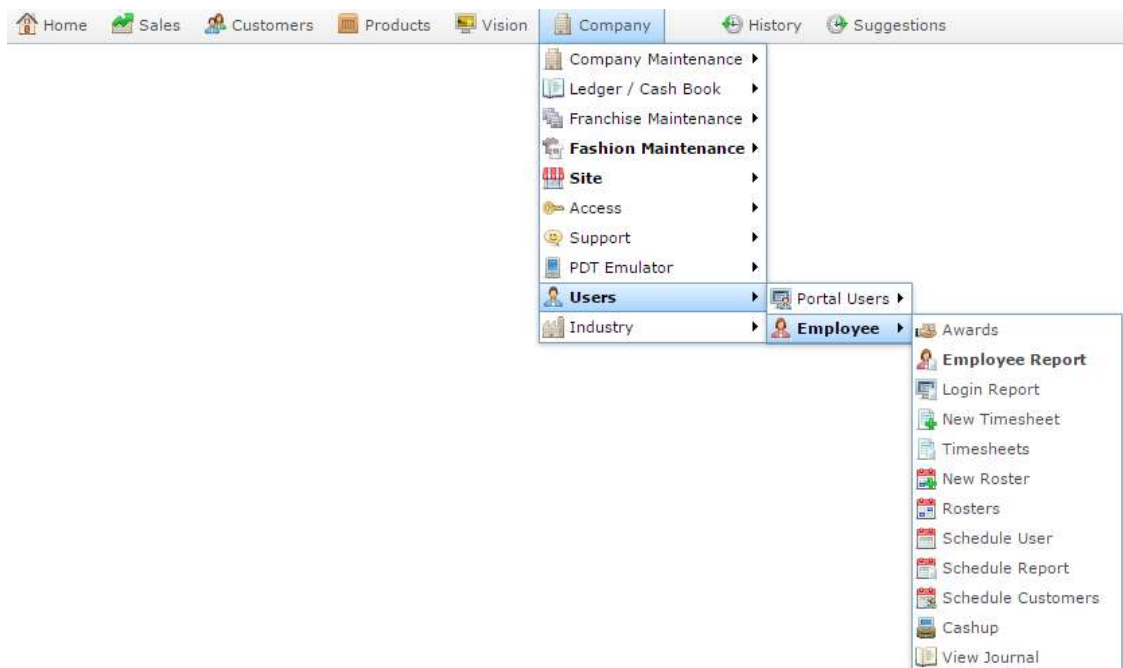 Home Sales Customers Products Vision Company History Suggestions
Company Maintenance
Ledger / Cash Book
Franchise Maintenance
Fashion Maintenance
Site
Access
Support
PDT Emulator
Users
Industry
Portal Users
Employee
Awards
Employee Report
Login Report
New Timesheet
Timesheets
New Roster
Rosters
Schedule User
Schedule Report
Schedule Customers
Cashup
View Journal